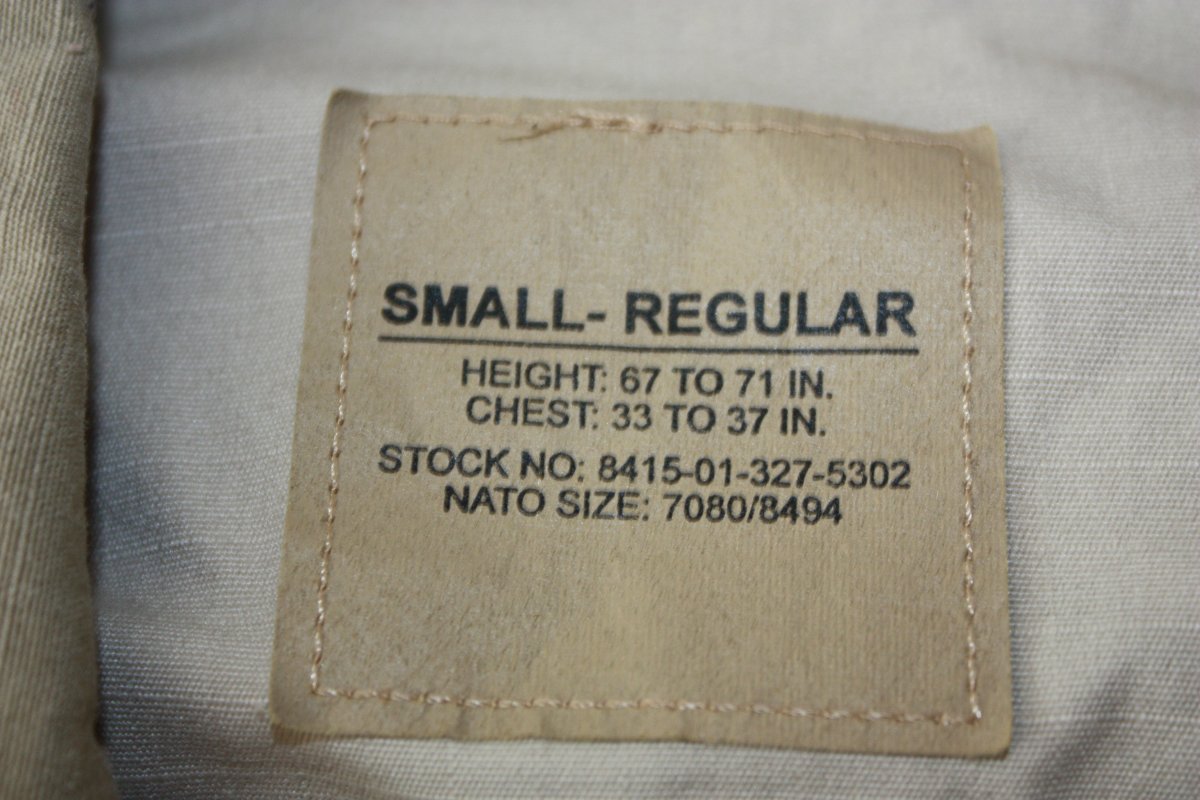 SMALL- REGULAR
HEIGHT: 67 TO 71 IN.
CHEST: 33 TO 37 IN.
STOCK NO: 8415-01-327-5302
NATO SIZE: 7080/8494